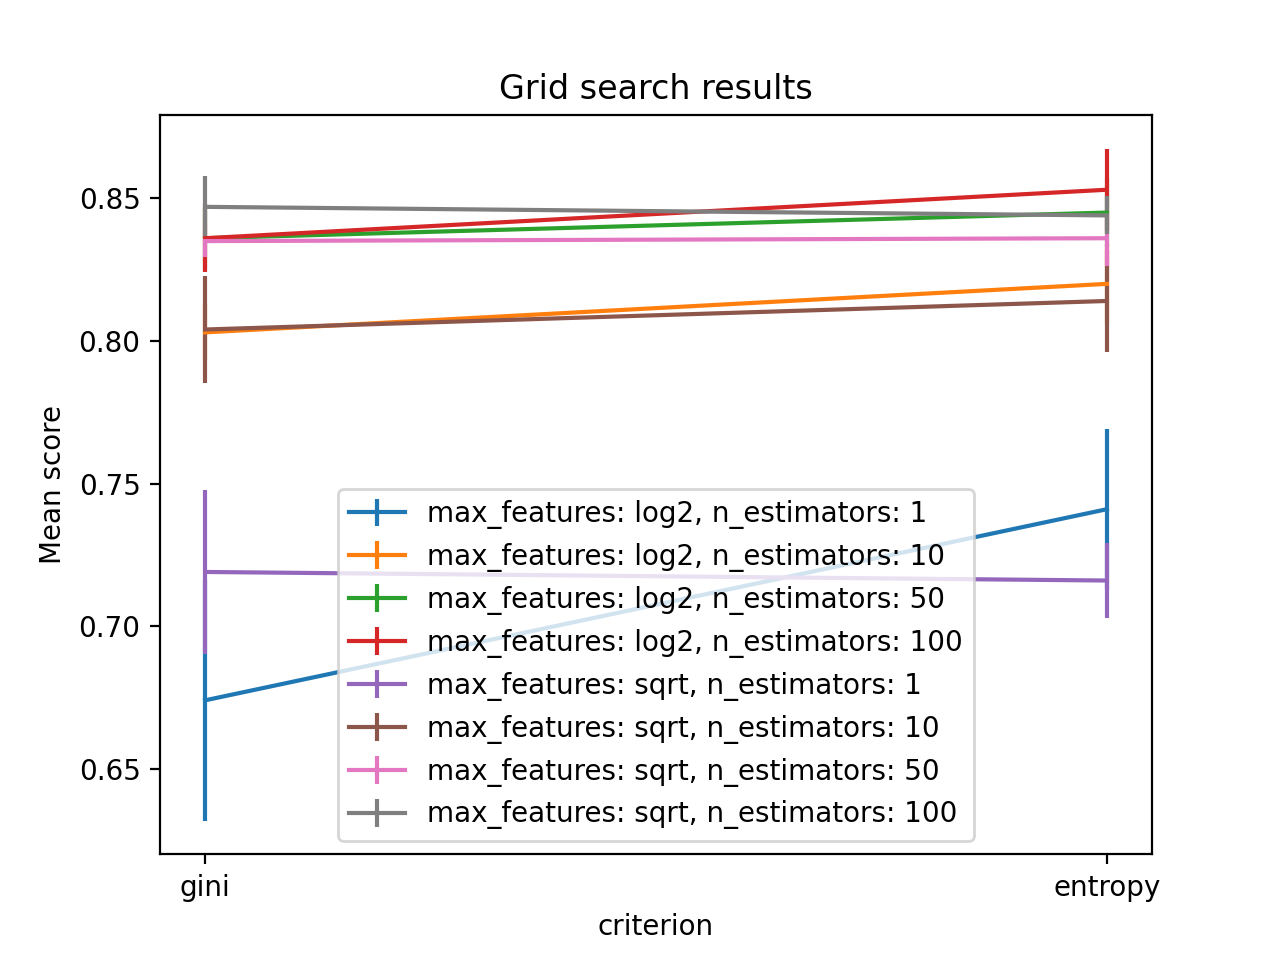 Grid search results
0.85
0.80
0.75
0.70
0.65
Mean score
max_features: log2, n_estimators: 1
max_features: log2, n_estimators: 10
max_features: log2, n_estimators: 50
max_features: log2, n_estimators: 100
max_features: sqrt, n_estimators: 1
max_features: sqrt, n_estimators: 10
max_features: sqrt, n_estimators: 50
max_features: sqrt, n_estimators: 100
gini
entropy
criterion